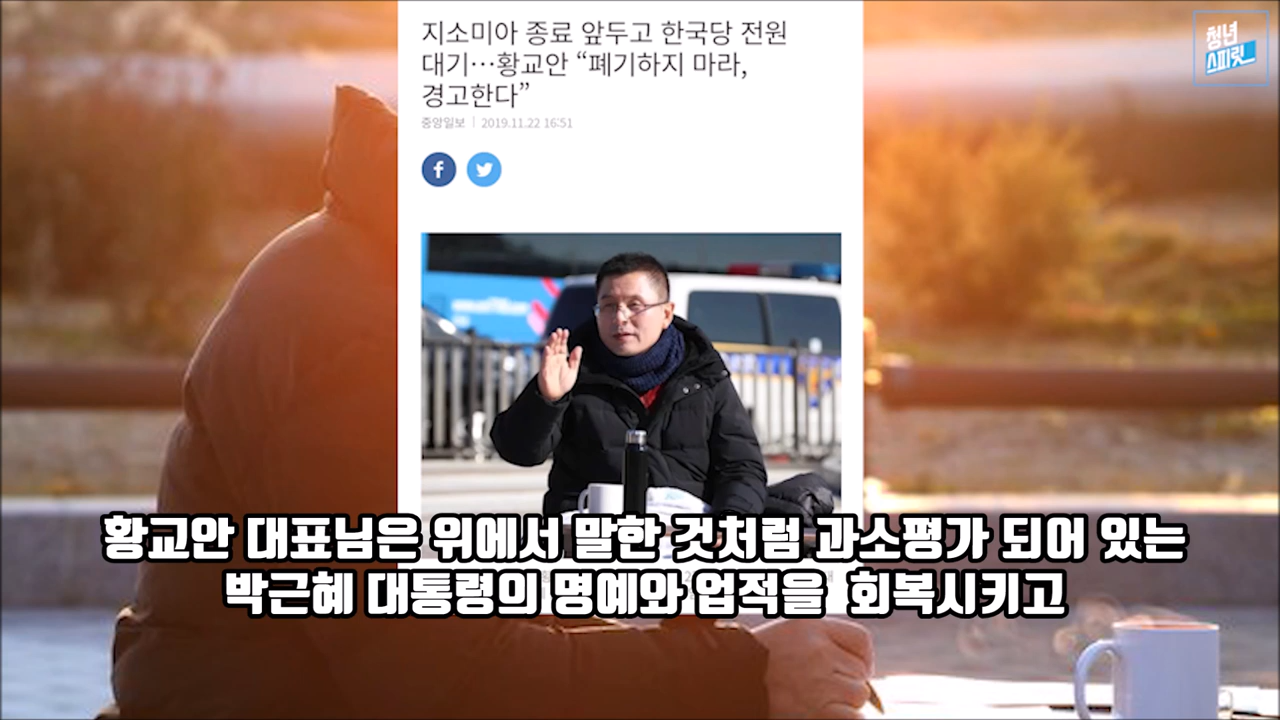 지소미아 종료 앞두고 한국당 전원
대기…황교안 “폐기하지 마라,
경고한다”
중앙일보 | 2019.11.22 16:51
청년
스피릿
황교안 대표님은 위에서 말한 것처럼 과소평가 되어 있는
박근혜 대통령의 명예와 업적을 회복시키고